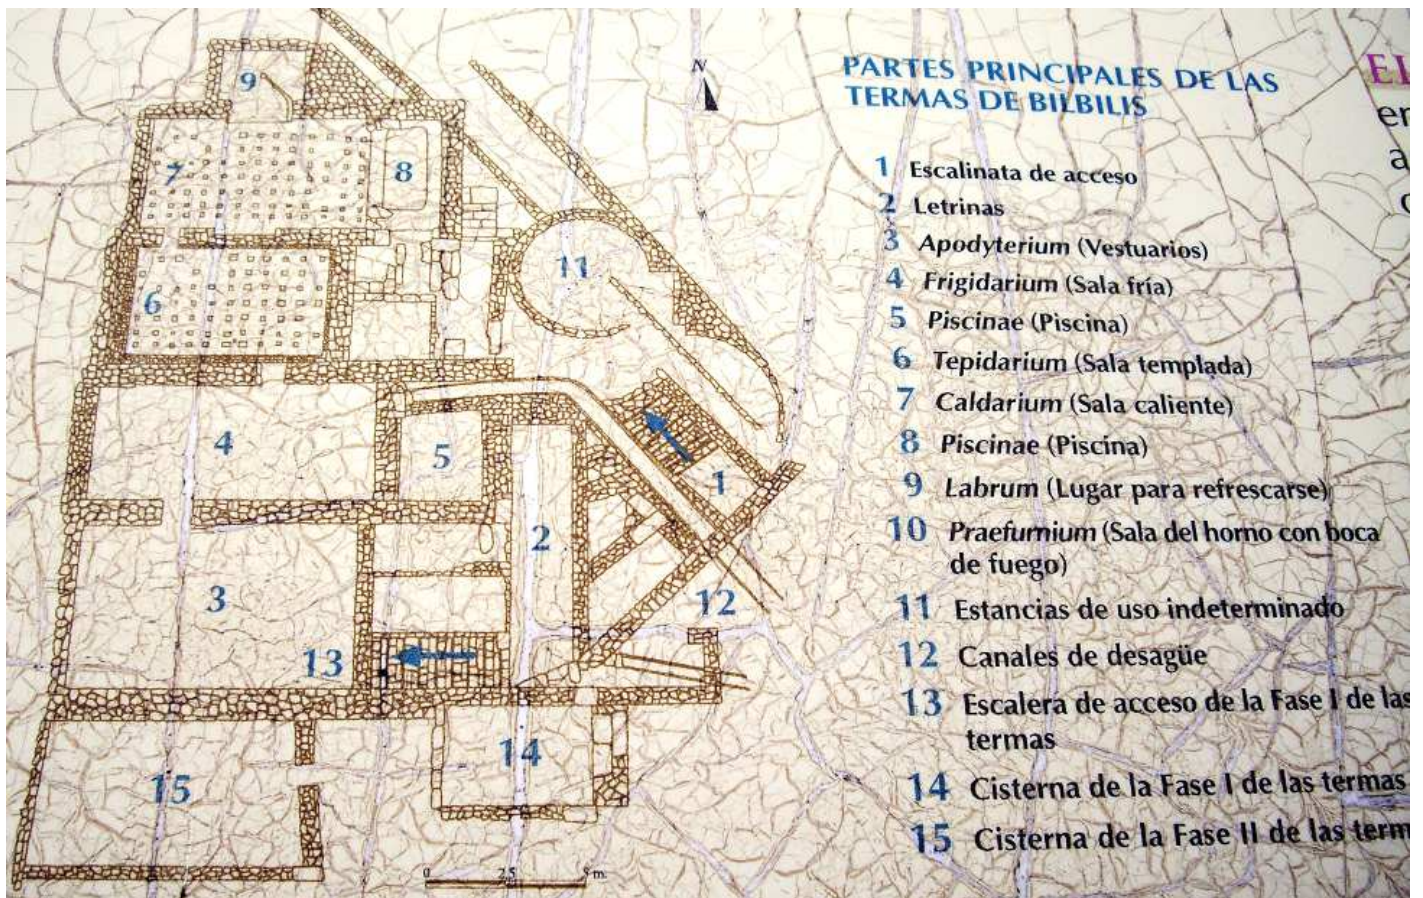 9
N
7
8
11
6
4
5
1
2
3
12
13
14
15
0 2,5 5 m.
PARTES PRINCIPALES DE LAS
TERMAS DE BILBILIS
1 Escalinata de acceso
2 Letrinas
3 Apodyterium (Vestuarios)
4 Frigidarium (Sala fría)
5 Piscinae (Piscina)
6 Tepidarium (Sala templada)
7 Caldarium (Sala caliente)
8 Piscinae (Piscina)
9 Labrum (Lugar para refrescarse)
10 Praefurnium (Sala del horno con boca
de fuego)
11 Estancias de uso indeterminado
12 Canales de desagüe
13 Escalera de acceso de la Fase I de las
termas
14 Cisterna de la Fase I de las termas
15 Cisterna de la Fase II de las term